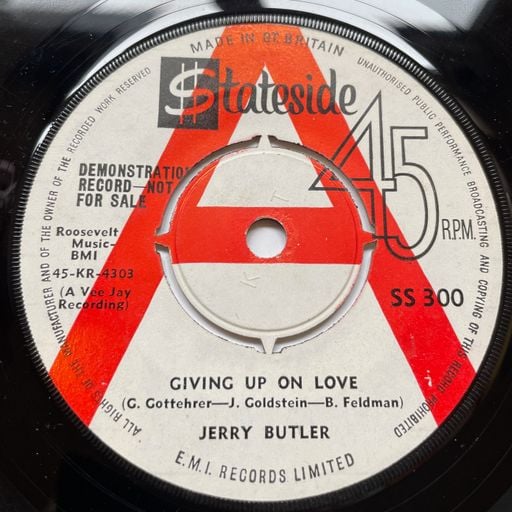 MADE IN GT. BRITAIN
ALL RIGHTS OF THE MANUFACTURER AND OF THE OWNER OF THE RECORDED WORK RESERVED
UNAUTHORISED PUBLIC PERFORMANCE BROADCASTING AND COPYING OF THIS RECORD PROHIBITED
$tateside
45
R.P.M.
DEMONSTRATION
RECORD—NOT
FOR SALE
Roosevelt
Music-
BMI
45-KR-4303
(A Vee Jay
Recording)
SS 300
K T
GIVING UP ON LOVE
(G. Gottehrer—J. Goldstein—B. Feldman)
JERRY BUTLER
E.M.I. RECORDS LIMITED